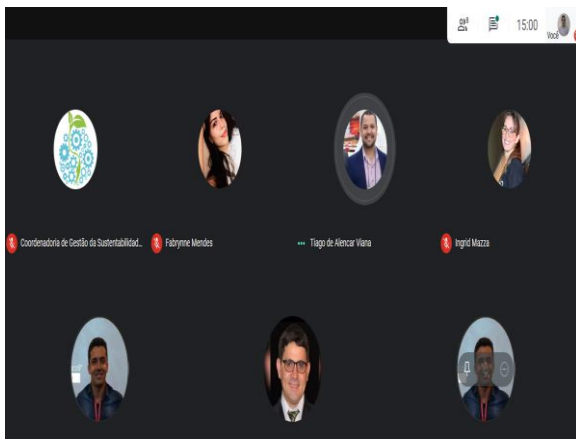 15:00
Você
Coordenadoria de Gestão da Sustentabilidad...
Fabrynne Mendes
Tiago de Alencar Viana
Ingrid Mazza